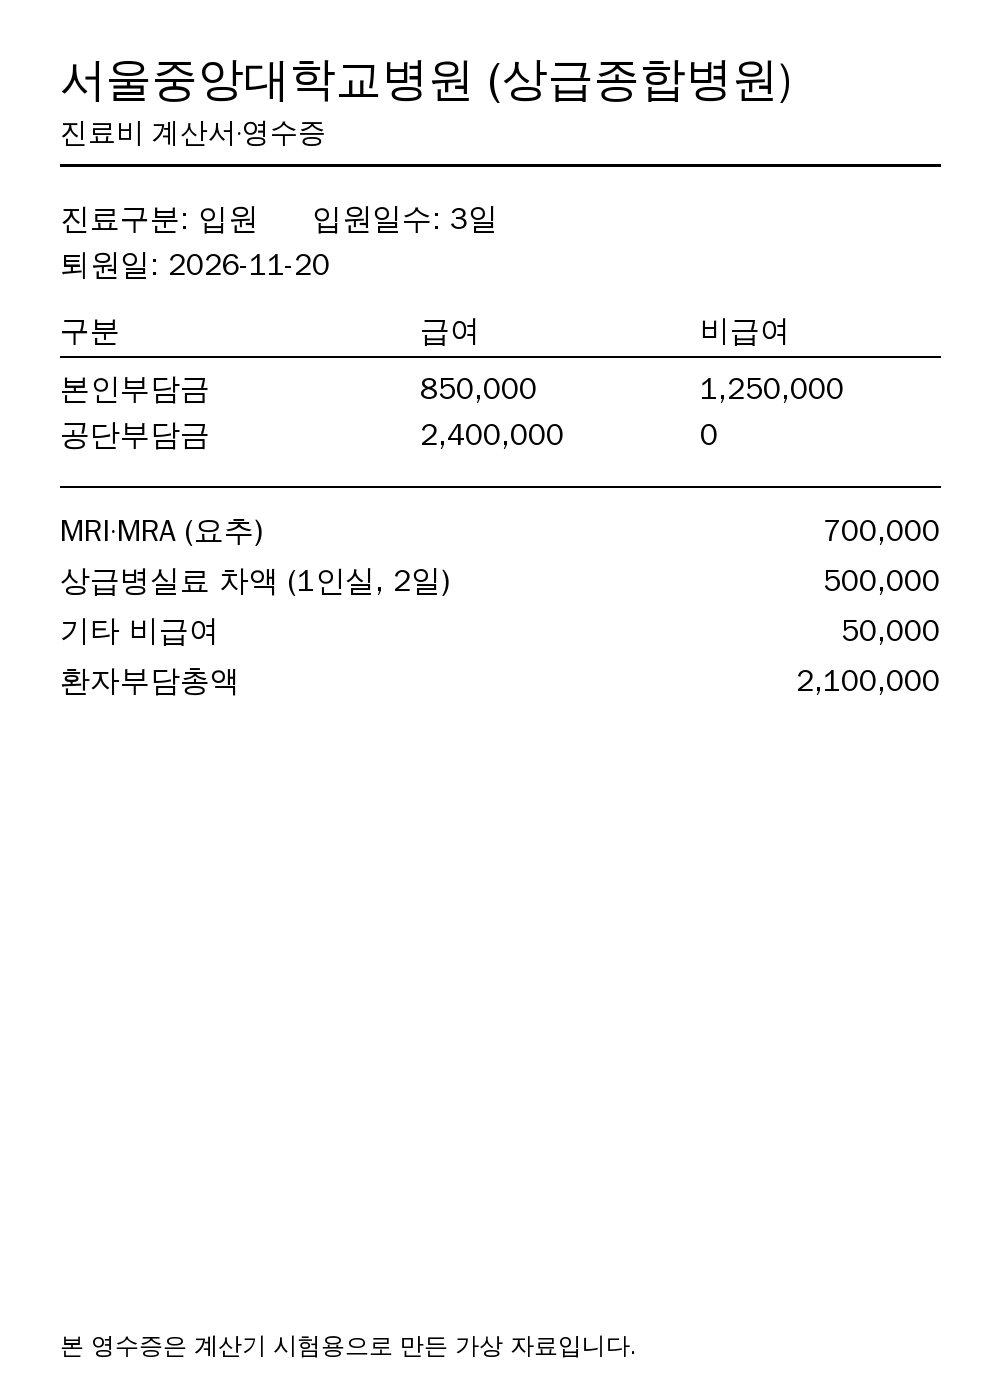 서울중앙대학교병원 (상급종합병원)
진료비 계산서·영수증
진료구분: 입원 입원일수: 3일
퇴원일: 2026-11-20
구분 급여 비급여
본인부담금 850,000 1,250,000
공단부담금 2,400,000 0
MRI·MRA (요추) 700,000
상급병실료 차액 (1인실, 2일) 500,000
기타 비급여 50,000
환자부담총액 2,100,000
본 영수증은 계산기 시험용으로 만든 가상 자료입니다.